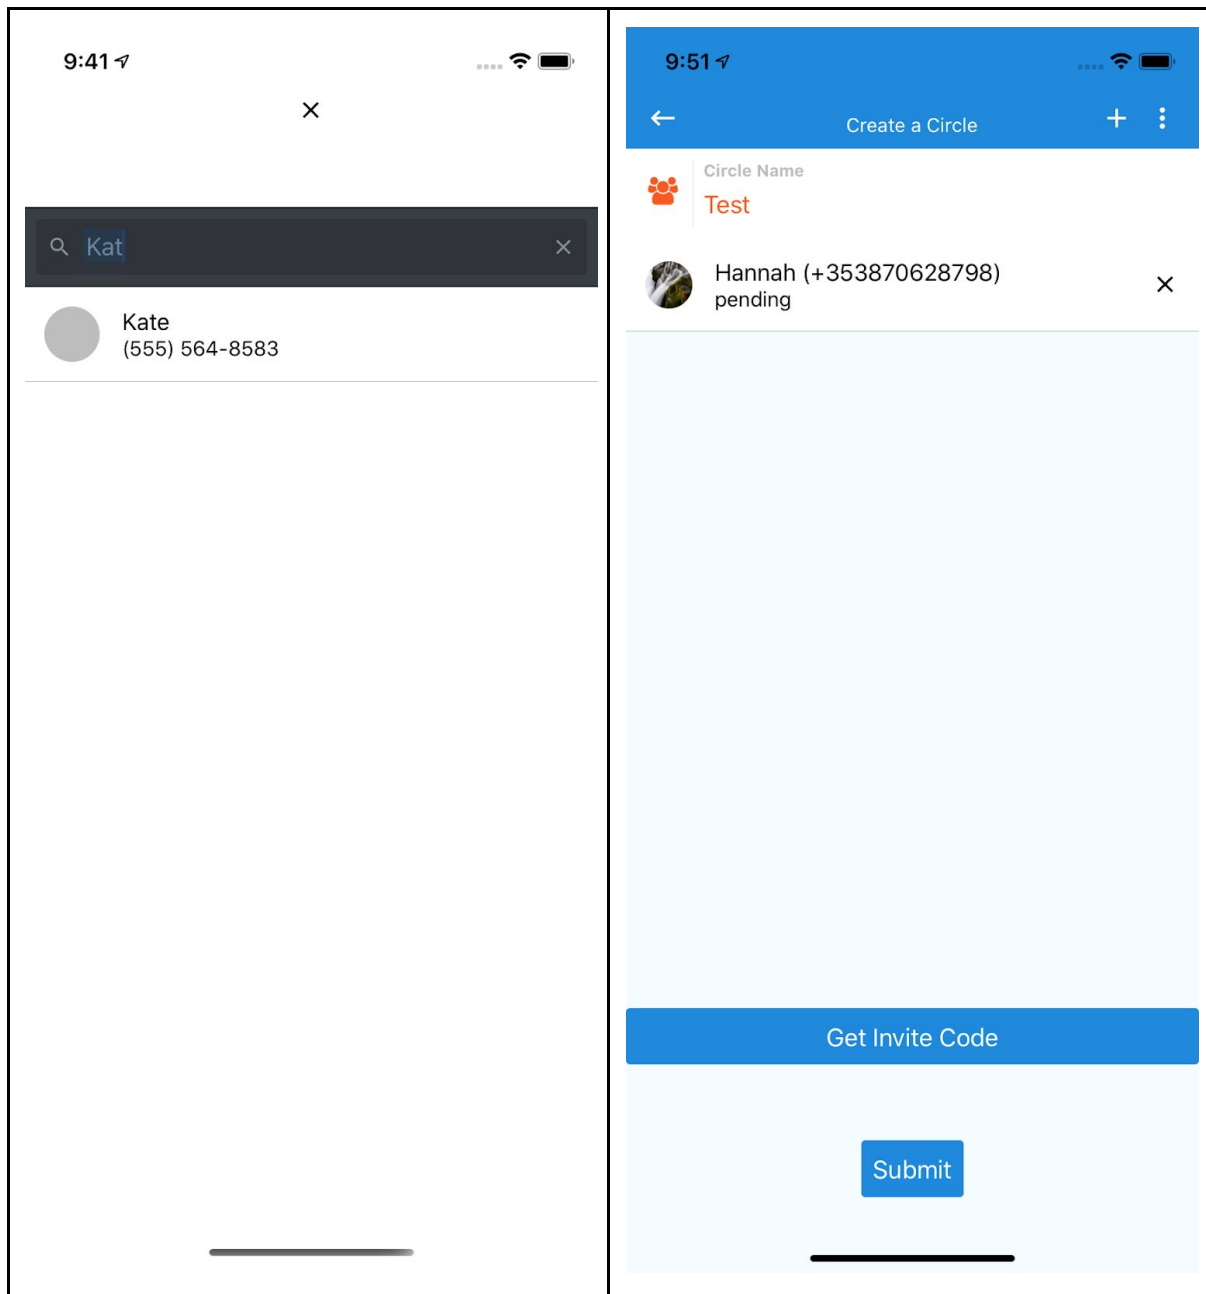 9:41
Kat
Kate
(555) 564-8583
9:51
Create a Circle
Circle Name
Test
Hannah (+353870628798)
pending
Get Invite Code
Submit